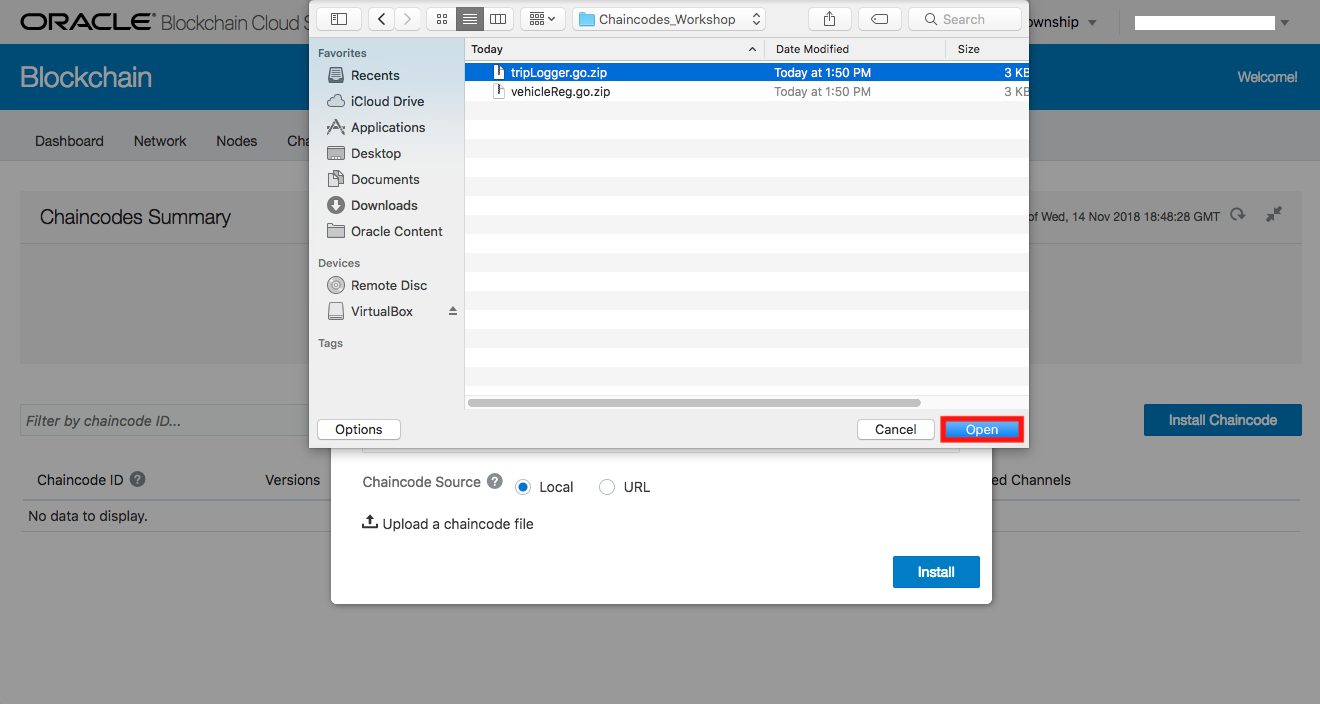 ORACLE® Blockchain Cloud
Chaincodes_Workshop
Search
Blockchain
Welcome!
Dashboard
Network
Nodes
Favorites
Recents
iCloud Drive
Applications
Desktop
Documents
Downloads
Oracle Content
Devices
Remote Disc
VirtualBox
Tags
Today Date Modified Size
tripLogger.go.zip Today at 1:50 PM 3 KB
vehicleReg.go.zip Today at 1:50 PM 3 KB
Options Cancel Open
Chaincodes Summary
of Wed, 14 Nov 2018 18:48:28 GMT
Filter by chaincode ID...
Install Chaincode
Chaincode ID ? Versions Channels
No data to display.
Chaincode Source ? Local URL
Upload a chaincode file
Install